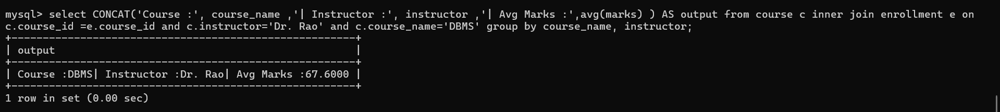 mysql> select CONCAT('Course :', course_name ,'| Instructor :', instructor ,'| Avg Marks :',avg(marks) ) AS output from course c inner join enrollment e on
c.course_id =e.course_id and c.instructor='Dr. Rao' and c.course_name='DBMS' group by course_name, instructor;
+-------------------------------------------------------+
| output                                                |
+-------------------------------------------------------+
| Course :DBMS| Instructor :Dr. Rao| Avg Marks :67.6000 |
+-------------------------------------------------------+
1 row in set (0.00 sec)